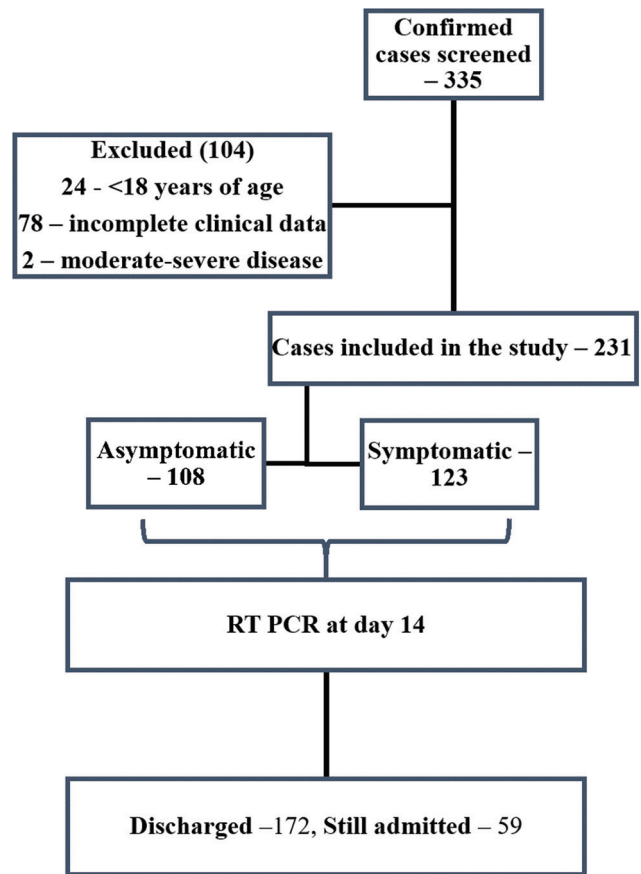 Confirmed
cases screened
– 335
Excluded (104)
24 - <18 years of age
78 – incomplete clinical data
2 – moderate-severe disease
Cases included in the study – 231
Asymptomatic
– 108
Symptomatic –
123
RT PCR at day 14
Discharged –172, Still admitted – 59